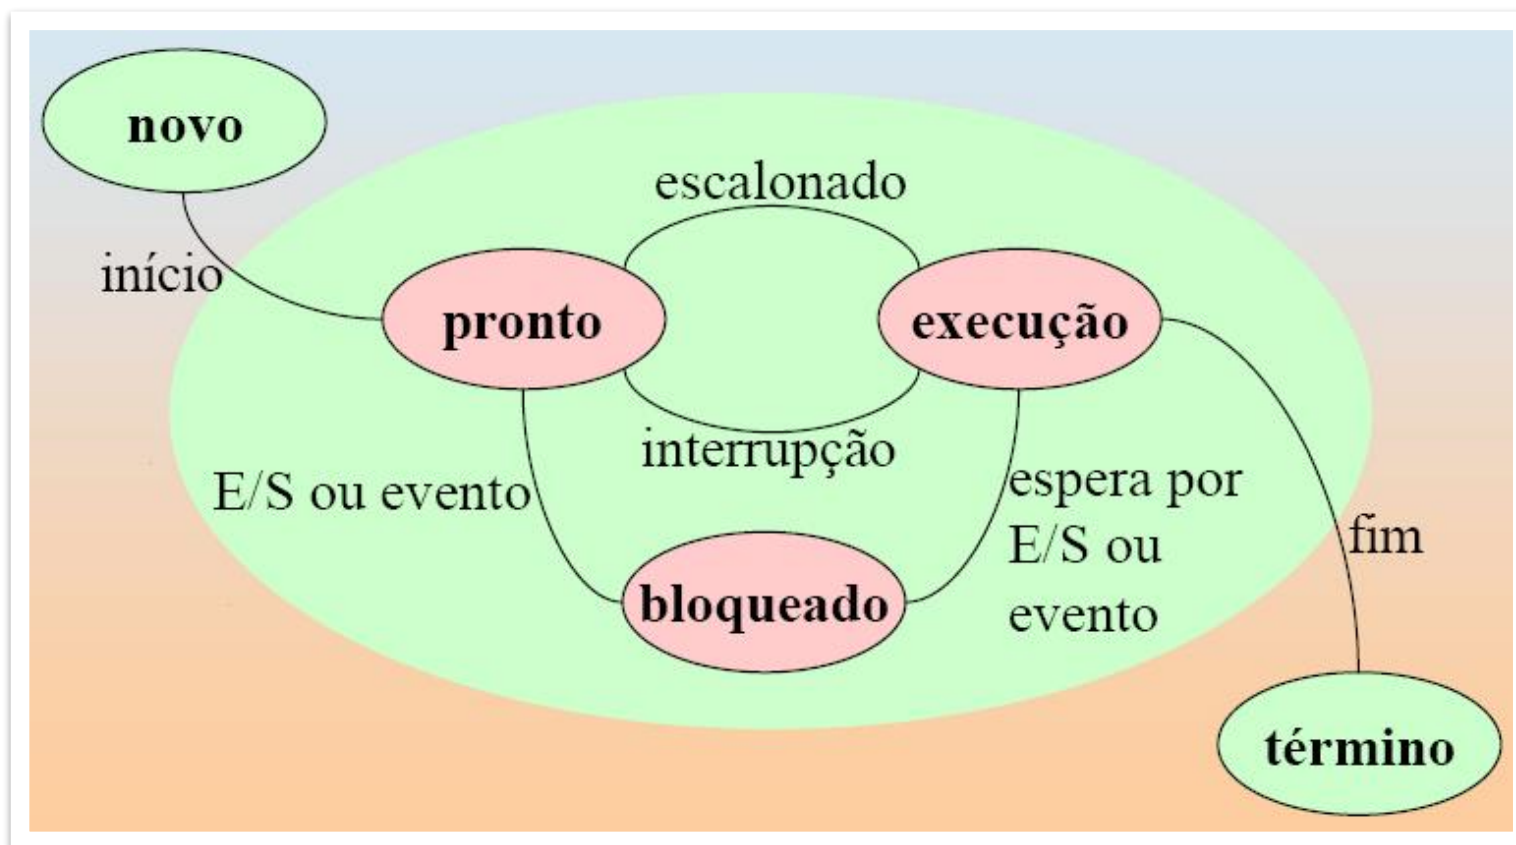 novo
escalonado
início
pronto
execução
interrupção
E/S ou evento
espera por
E/S ou
evento
fim
bloqueado
término